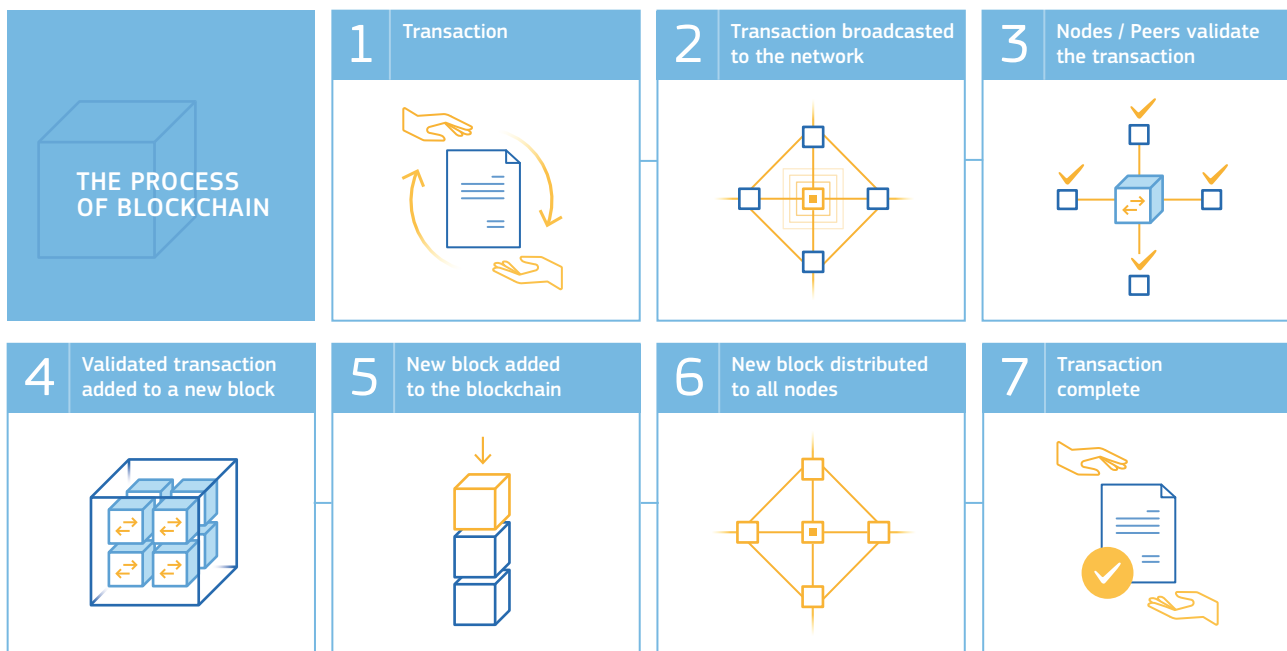 THE PROCESS
OF BLOCKCHAIN
1
Transaction
2
Transaction broadcasted
to the network
3
Nodes / Peers validate
the transaction
4
Validated transaction
added to a new block
5
New block added
to the blockchain
6
New block distributed
to all nodes
7
Transaction
complete